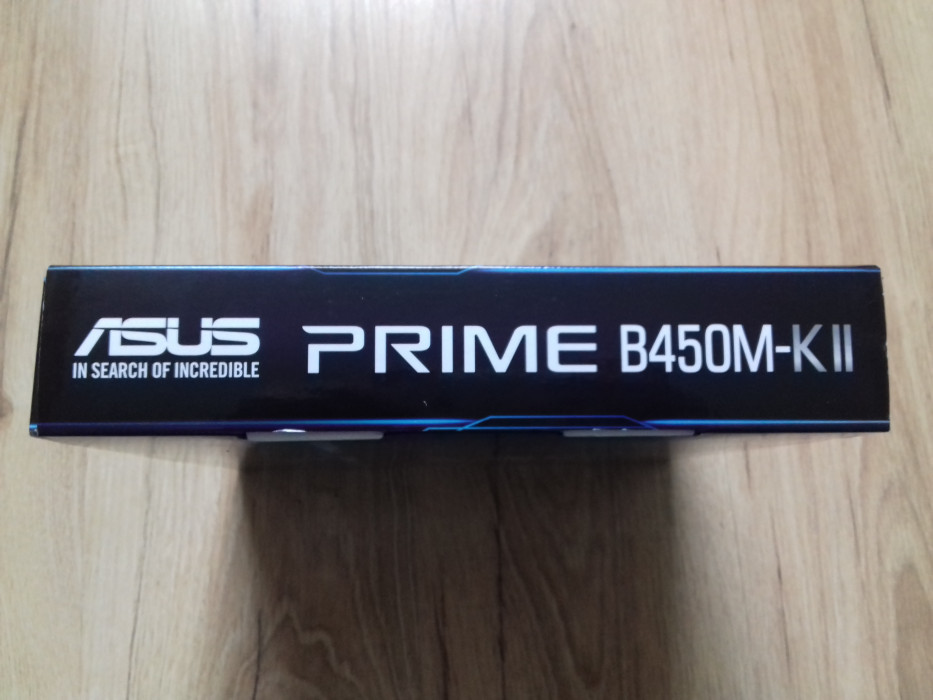 ASUS
IN SEARCH OF INCREDIBLE
PRIME B450M-K II